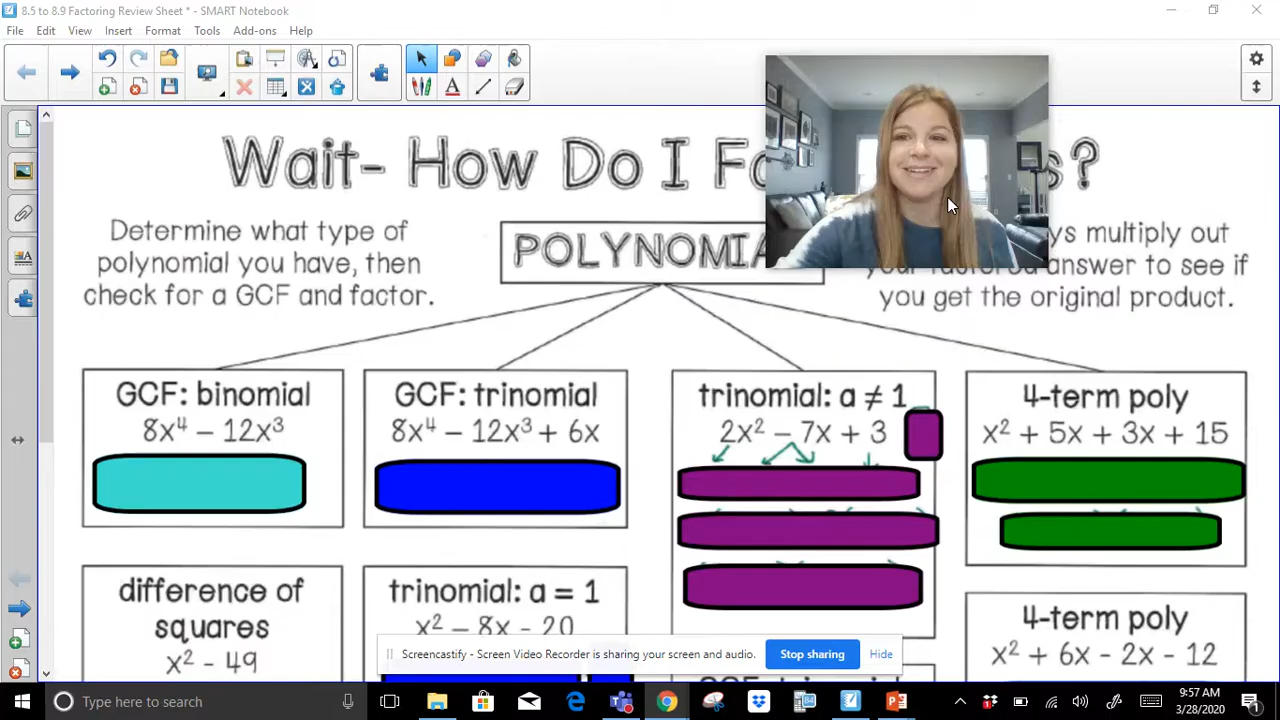 8.5 to 8.9 Factoring Review Sheet * - SMART Notebook
File Edit View Insert Format Tools Add-ons Help
Wait- How Do I Fa s?
Determine what type of
polynomial you have, then
check for a GCF and factor.
POLYNOMIA
ys multiply out
your factored answer to see if
you get the original product.
GCF: binomial
8x⁴ – 12x³
GCF: trinomial
8x⁴ – 12x³ + 6x
trinomial: a ≠ 1
2x² – 7x + 3
4-term poly
x² + 5x + 3x + 15
difference of
squares
x² - 49
trinomial: a = 1
x² – 8x - 20
4-term poly
x² + 6x - 2x - 12
Screencastify - Screen Video Recorder is sharing your screen and audio.
Stop sharing
Hide
Type here to search
9:57 AM
3/28/2020